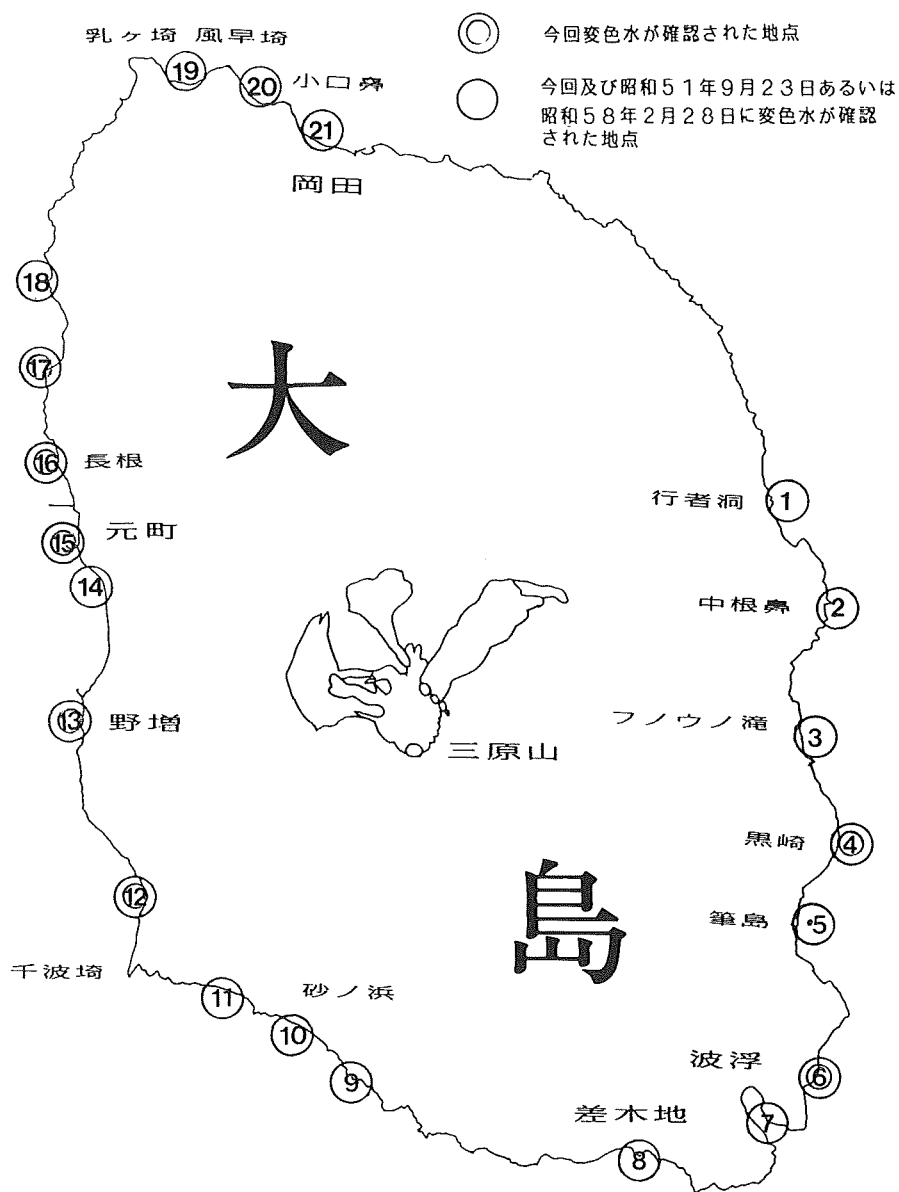 乳ヶ埼 風早埼
今回変色水が確認された地点
今回及び昭和51年9月23日あるいは
昭和58年2月28日に変色水が確認
された地点
19
20
小口鼻
21
岡田
18
17
大
16
長根
15
元町
14
行者洞
1
中根鼻
2
13
野増
三原山
フノウノ滝
3
黒崎
4
12
島
筆島
5
千波埼
11
砂ノ浜
10
9
波浮
6
7
差木地
8